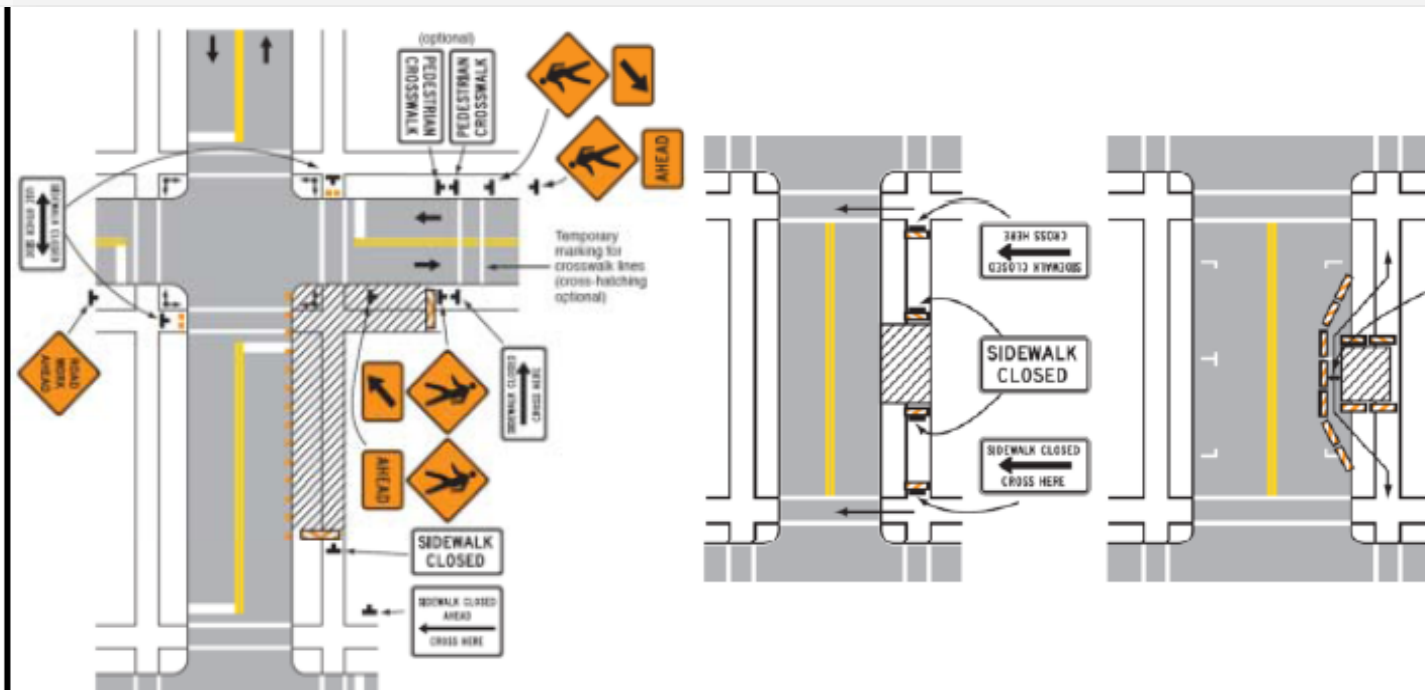 (optional)
PEDESTRIAN
CROSSWALK
PEDESTRIAN
CROSSWALK
AHEAD
SIDEWALK CLOSED
USE OTHER SIDE
Temporary
marking for
crosswalk lines
(cross-hatching
optional)
ROAD
WORK
AHEAD
SIDEWALK CLOSED
CROSS HERE
AHEAD
SIDEWALK
CLOSED
SIDEWALK CLOSED
AHEAD
CROSS HERE
SIDEWALK CLOSED
CROSS HERE
SIDEWALK
CLOSED
SIDEWALK CLOSED
CROSS HERE